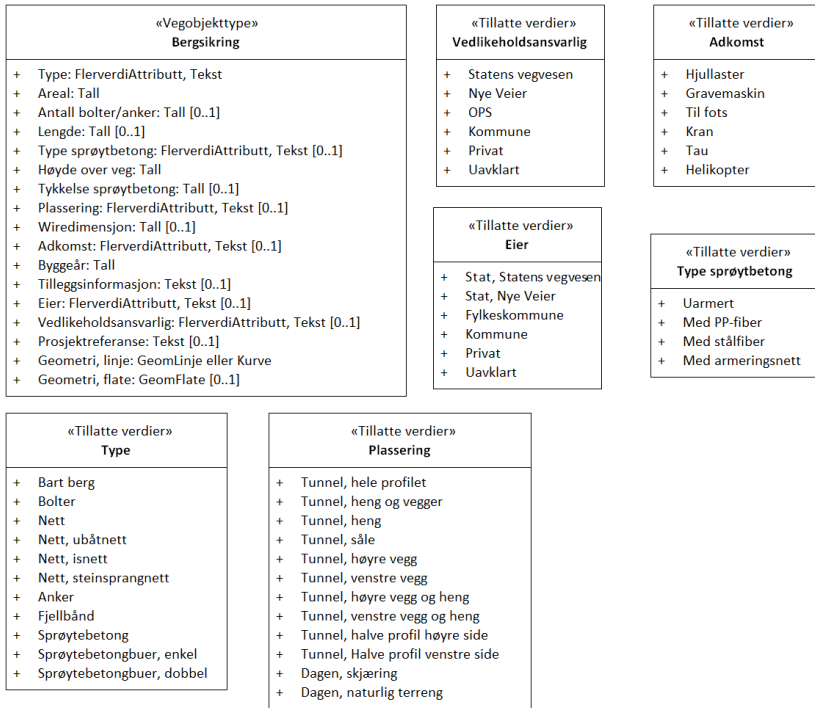 «Vegobjekttype»
Bergsikring
+ Type: FlerverdiAttributt, Tekst
+ Areal: Tall
+ Antall bolter/anker: Tall [0..1]
+ Lengde: Tall [0..1]
+ Type sprøytbetong: FlerverdiAttributt, Tekst [0..1]
+ Høyde over veg: Tall
+ Tykkelse sprøytbetong: Tall [0..1]
+ Plassering: FlerverdiAttributt, Tekst [0..1]
+ Wiredimensjon: Tall [0..1]
+ Adkomst: FlerverdiAttributt, Tekst [0..1]
+ Byggeår: Tall
+ Tilleggsinformasjon: Tekst [0..1]
+ Eier: FlerverdiAttributt, Tekst [0..1]
+ Vedlikeholdsansvarlig: FlerverdiAttributt, Tekst [0..1]
+ Prosjektreferanse: Tekst [0..1]
+ Geometri, linje: GeomLinje eller Kurve
+ Geometri, flate: GeomFlate [0..1]
«Tillatte verdier»
Vedlikeholdsansvarlig
+ Statens vegvesen
+ Nye Veier
+ OPS
+ Kommune
+ Privat
+ Uavklart
«Tillatte verdier»
Adkomst
+ Hjullaster
+ Gravemaskin
+ Til fots
+ Kran
+ Tau
+ Helikopter
«Tillatte verdier»
Eier
+ Stat, Statens vegvesen
+ Stat, Nye Veier
+ Fylkeskommune
+ Kommune
+ Privat
+ Uavklart
«Tillatte verdier»
Type sprøytbetong
+ Uarmert
+ Med PP-fiber
+ Med stålfiber
+ Med armeringsnett
«Tillatte verdier»
Type
+ Bart berg
+ Bolter
+ Nett
+ Nett, ubåtnett
+ Nett, isnett
+ Nett, steinsprangnett
+ Anker
+ Fjellbånd
+ Sprøytebetong
+ Sprøytebetongbuer, enkel
+ Sprøytebetongbuer, dobbel
«Tillatte verdier»
Plassering
+ Tunnel, hele profilet
+ Tunnel, heng og vegger
+ Tunnel, heng
+ Tunnel, såle
+ Tunnel, høyre vegg
+ Tunnel, venstre vegg
+ Tunnel, høyre vegg og heng
+ Tunnel, venstre vegg og heng
+ Tunnel, halve profil høyre side
+ Tunnel, Halve profil venstre side
+ Dagen, skjæring
+ Dagen, naturlig terreng